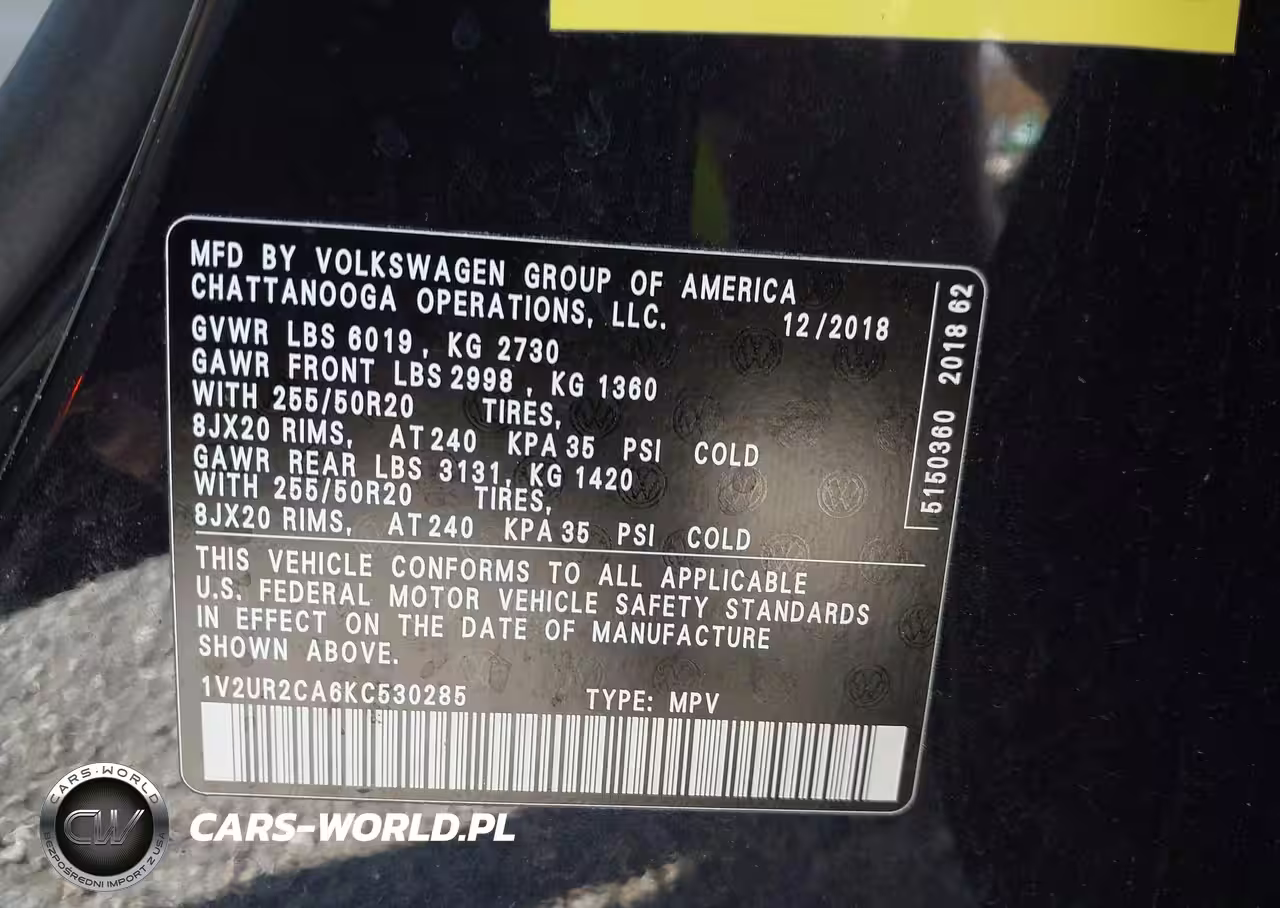 MFD BY VOLKSWAGEN GROUP OF AMERICA
CHATTANOOGA OPERATIONS, LLC. 12/2018
GVWR LBS 6019, KG 2730
GAWR FRONT LBS 2998, KG 1360
WITH 255/50R20 TIRES,
8JX20 RIMS, AT 240 KPA 35 PSI COLD
GAWR REAR LBS 3131, KG 1420
WITH 255/50R20 TIRES,
8JX20 RIMS, AT 240 KPA 35 PSI COLD
THIS VEHICLE CONFORMS TO ALL APPLICABLE
U.S. FEDERAL MOTOR VEHICLE SAFETY STANDARDS
IN EFFECT ON THE DATE OF MANUFACTURE
SHOWN ABOVE.
1V2UR2CA6KC530285 TYPE: MPV
5150360 2018 62
CARS-WORLD
CW
BEZPOŚREDNI IMPORT Z USA
CARS-WORLD.PL